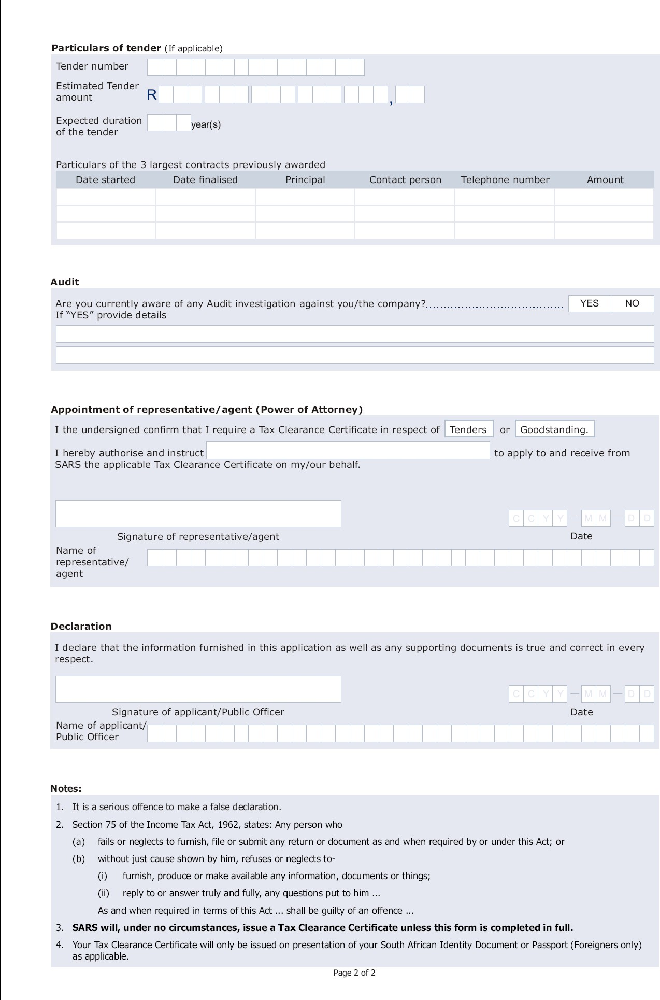 Particulars of tender (If applicable)
Tender number
Estimated Tender
amount
R ,
Expected duration
of the tender
year(s)
Particulars of the 3 largest contracts previously awarded
Date started Date finalised Principal Contact person Telephone number Amount
Audit
Are you currently aware of any Audit investigation against you/the company? YES NO
If “YES” provide details
Appointment of representative/agent (Power of Attorney)
I the undersigned confirm that I require a Tax Clearance Certificate in respect of Tenders or Goodstanding.
I hereby authorise and instruct to apply to and receive from
SARS the applicable Tax Clearance Certificate on my/our behalf.
C C Y Y — M M — D D
Signature of representative/agent Date
Name of
representative/
agent
Declaration
I declare that the information furnished in this application as well as any supporting documents is true and correct in every
respect.
C C Y Y — M M — D D
Signature of applicant/Public Officer Date
Name of applicant/
Public Officer
Notes:
1. It is a serious offence to make a false declaration.
2. Section 75 of the Income Tax Act, 1962, states: Any person who
(a) fails or neglects to furnish, file or submit any return or document as and when required by or under this Act; or
(b) without just cause shown by him, refuses or neglects to-
(i) furnish, produce or make available any information, documents or things;
(ii) reply to or answer truly and fully, any questions put to him ...
As and when required in terms of this Act ... shall be guilty of an offence ...
3. SARS will, under no circumstances, issue a Tax Clearance Certificate unless this form is completed in full.
4. Your Tax Clearance Certificate will only be issued on presentation of your South African Identity Document or Passport (Foreigners only)
as applicable.
Page 2 of 2